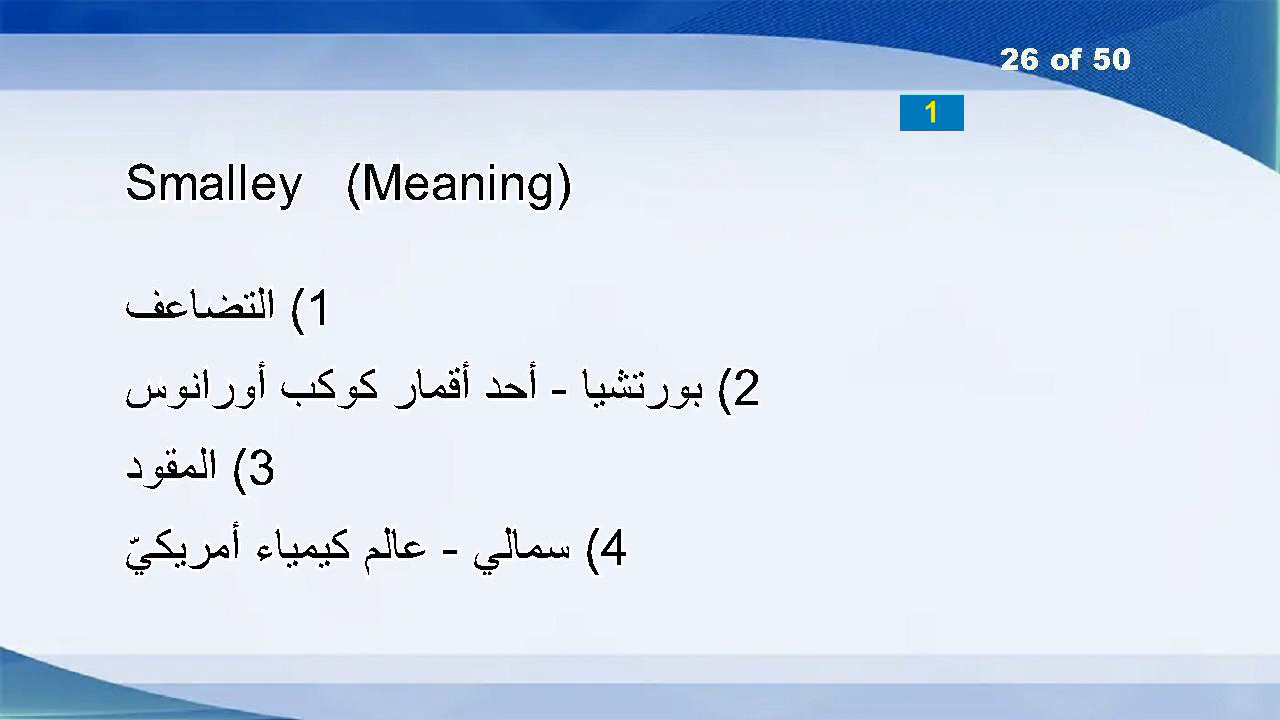 26 of 50
1
Smalley (Meaning)
1) التضاعف
2) بورتشيا - أحد أقمار كوكب أورانوس
3) المقود
4) سمالي - عالم كيمياء أمريكيّ